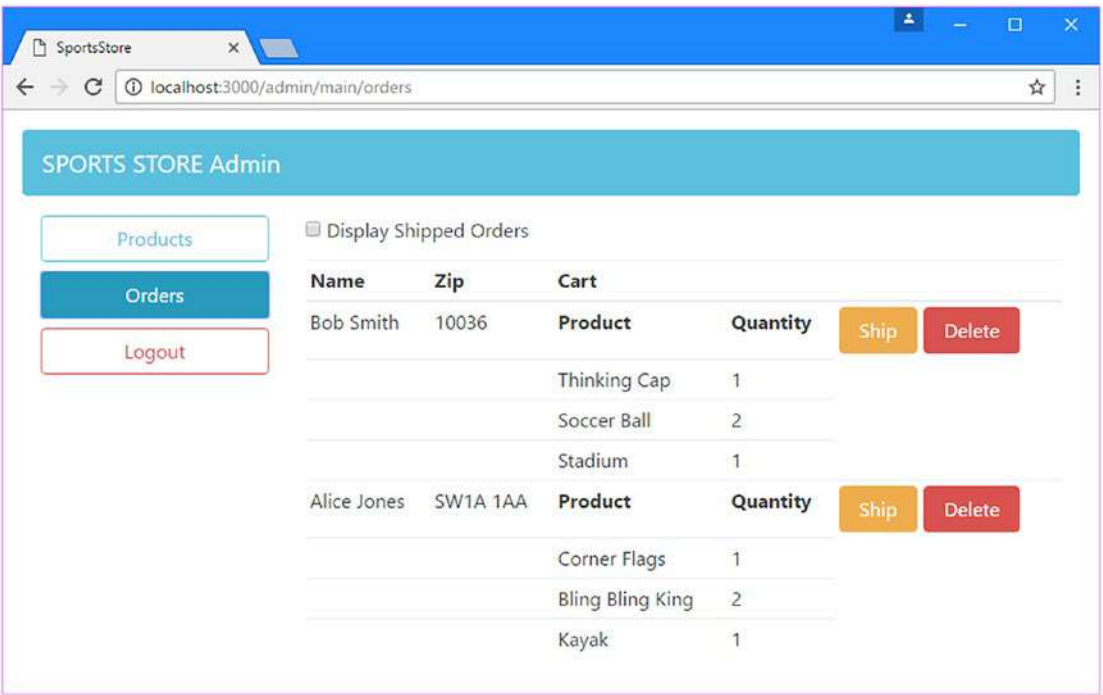 SportsStore
localhost:3000/admin/main/orders
SPORTS STORE Admin
Products
Orders
Logout
Display Shipped Orders
Name Zip Cart
Bob Smith 10036 Product Quantity Ship Delete
Thinking Cap 1
Soccer Ball 2
Stadium 1
Alice Jones SW1A 1AA Product Quantity Ship Delete
Corner Flags 1
Bling Bling King 2
Kayak 1